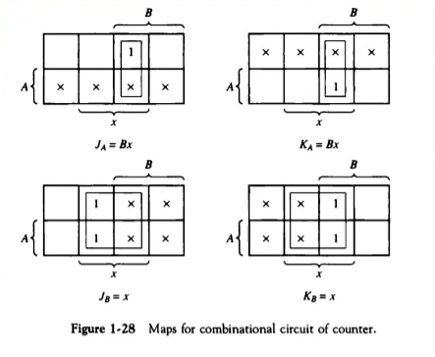 B B
1
× × × ×
A × × × ×
A 1
x x
J_A = Bx K_A = Bx
B B
1 × × × × 1
A 1 × ×
A × × 1
x x
J_B = x K_B = x
Figure 1-28 Maps for combinational circuit of counter.